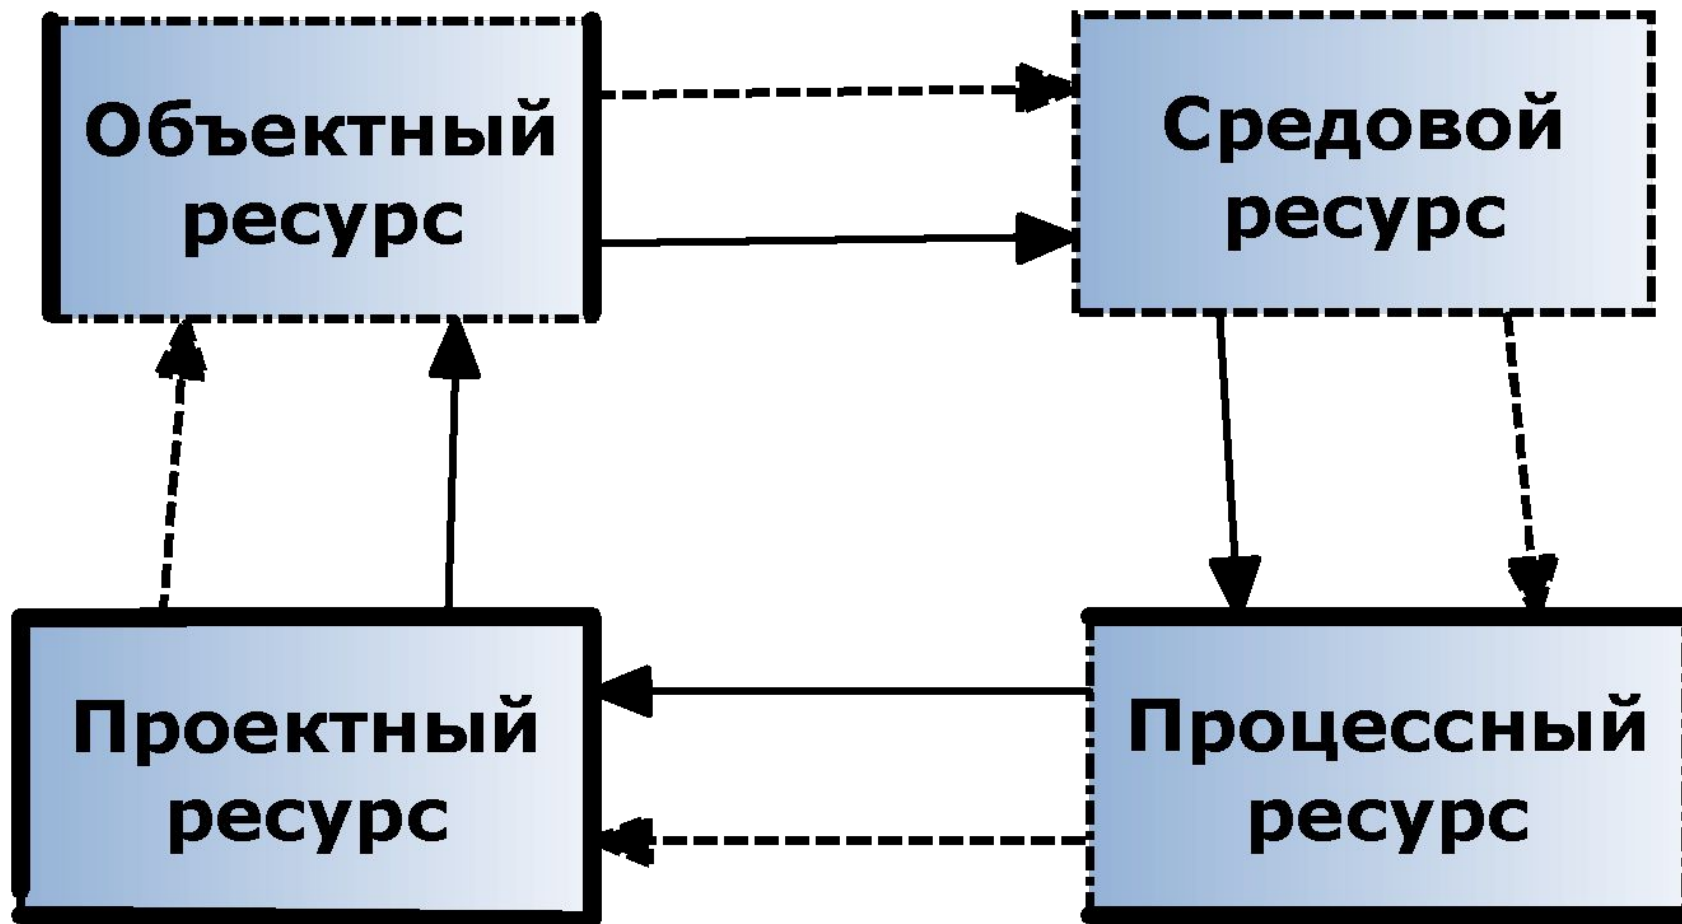 Объектный
ресурс
Средовой
ресурс
Проектный
ресурс
Процессный
ресурс